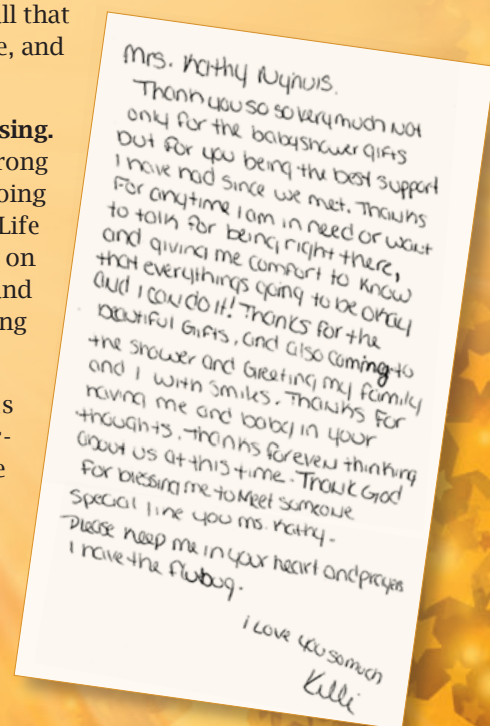 ll that
e, and
sing.
rong
oing
Life
on
nd
ng
s
-
e
Mrs. Kathy
Thank you so so very much not
only for the babyshower gifts
but for you being the best support
I have had since we met. Thanks
For anytime I am in need or want
to talk for being right there,
and giving me comfort to know
that everythings going to be okay
and I can do it! Thanks for the
beautiful Gifts, and also coming to
the shower and Greeting my family
and I with smiles. Thanks for
having me and baby in your
thoughts. Thanks for even thinking
about us at this time. Thank God
for blessing me to Meet someone
special like you ms. Kathy.
Please keep me in your heart and prayers
I have the flubug.
i Love you so much
Killi